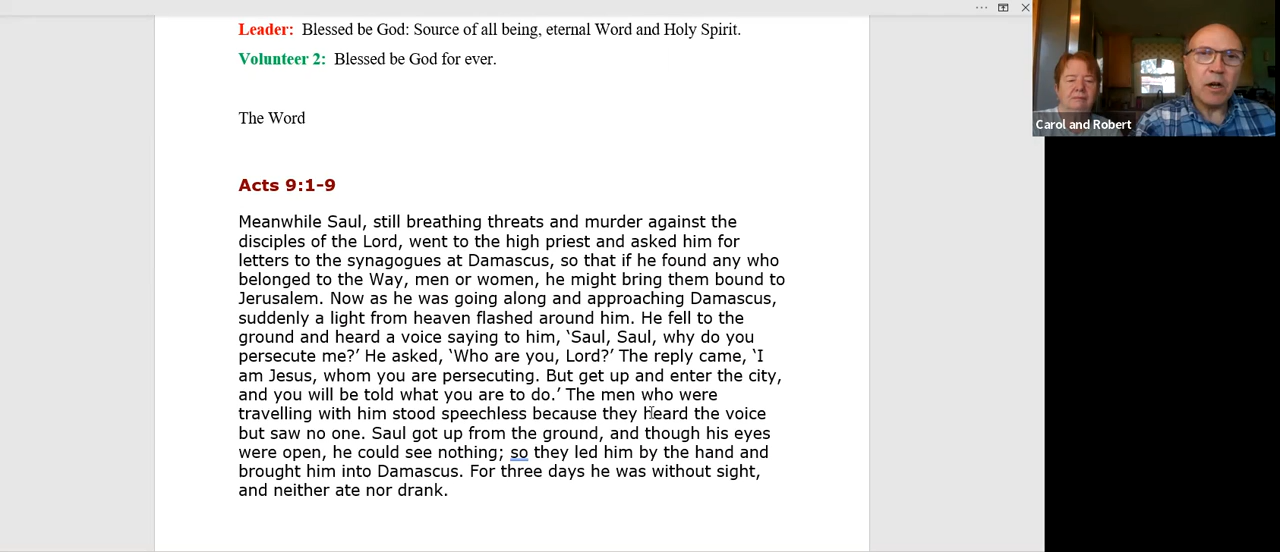 Leader:  Blessed be God: Source of all being, eternal Word and Holy Spirit.
Volunteer 2:  Blessed be God for ever.
The Word
Acts 9:1-9
Meanwhile Saul, still breathing threats and murder against the
disciples of the Lord, went to the high priest and asked him for
letters to the synagogues at Damascus, so that if he found any who
belonged to the Way, men or women, he might bring them bound to
Jerusalem. Now as he was going along and approaching Damascus,
suddenly a light from heaven flashed around him. He fell to the
ground and heard a voice saying to him, ‘Saul, Saul, why do you
persecute me?’ He asked, ‘Who are you, Lord?’ The reply came, ‘I
am Jesus, whom you are persecuting. But get up and enter the city,
and you will be told what you are to do.’ The men who were
travelling with him stood speechless because they heard the voice
but saw no one. Saul got up from the ground, and though his eyes
were open, he could see nothing; so they led him by the hand and
brought him into Damascus. For three days he was without sight,
and neither ate nor drank.
Carol and Robert